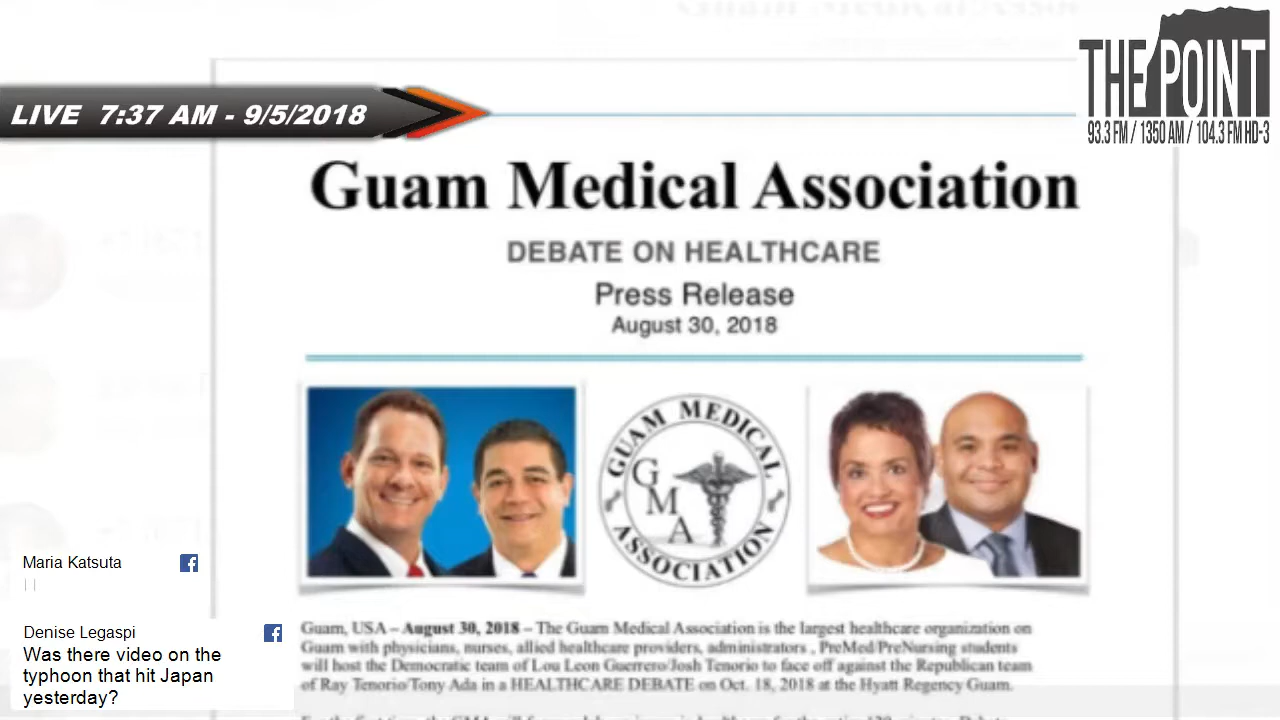 THE POINT
93.3 FM / 1350 AM / 104.3 FM HD-3
LIVE 7:37 AM - 9/5/2018
Guam Medical Association
DEBATE ON HEALTHCARE
Press Release
August 30, 2018
GUAM MEDICAL
GMA
ASSOCIATION
Guam, USA – August 30, 2018 – The Guam Medical Association is the largest healthcare organization on
Guam with physicians, nurses, allied healthcare providers, administrators , PreMed/PreNursing students
will host the Democratic team of Lou Leon Guerrero/Josh Tenorio to face off against the Republican team
of Ray Tenorio/Tony Ada in a HEALTHCARE DEBATE on Oct. 18, 2018 at the Hyatt Regency Guam.
Maria Katsuta
Denise Legaspi
Was there video on the
typhoon that hit Japan
yesterday?